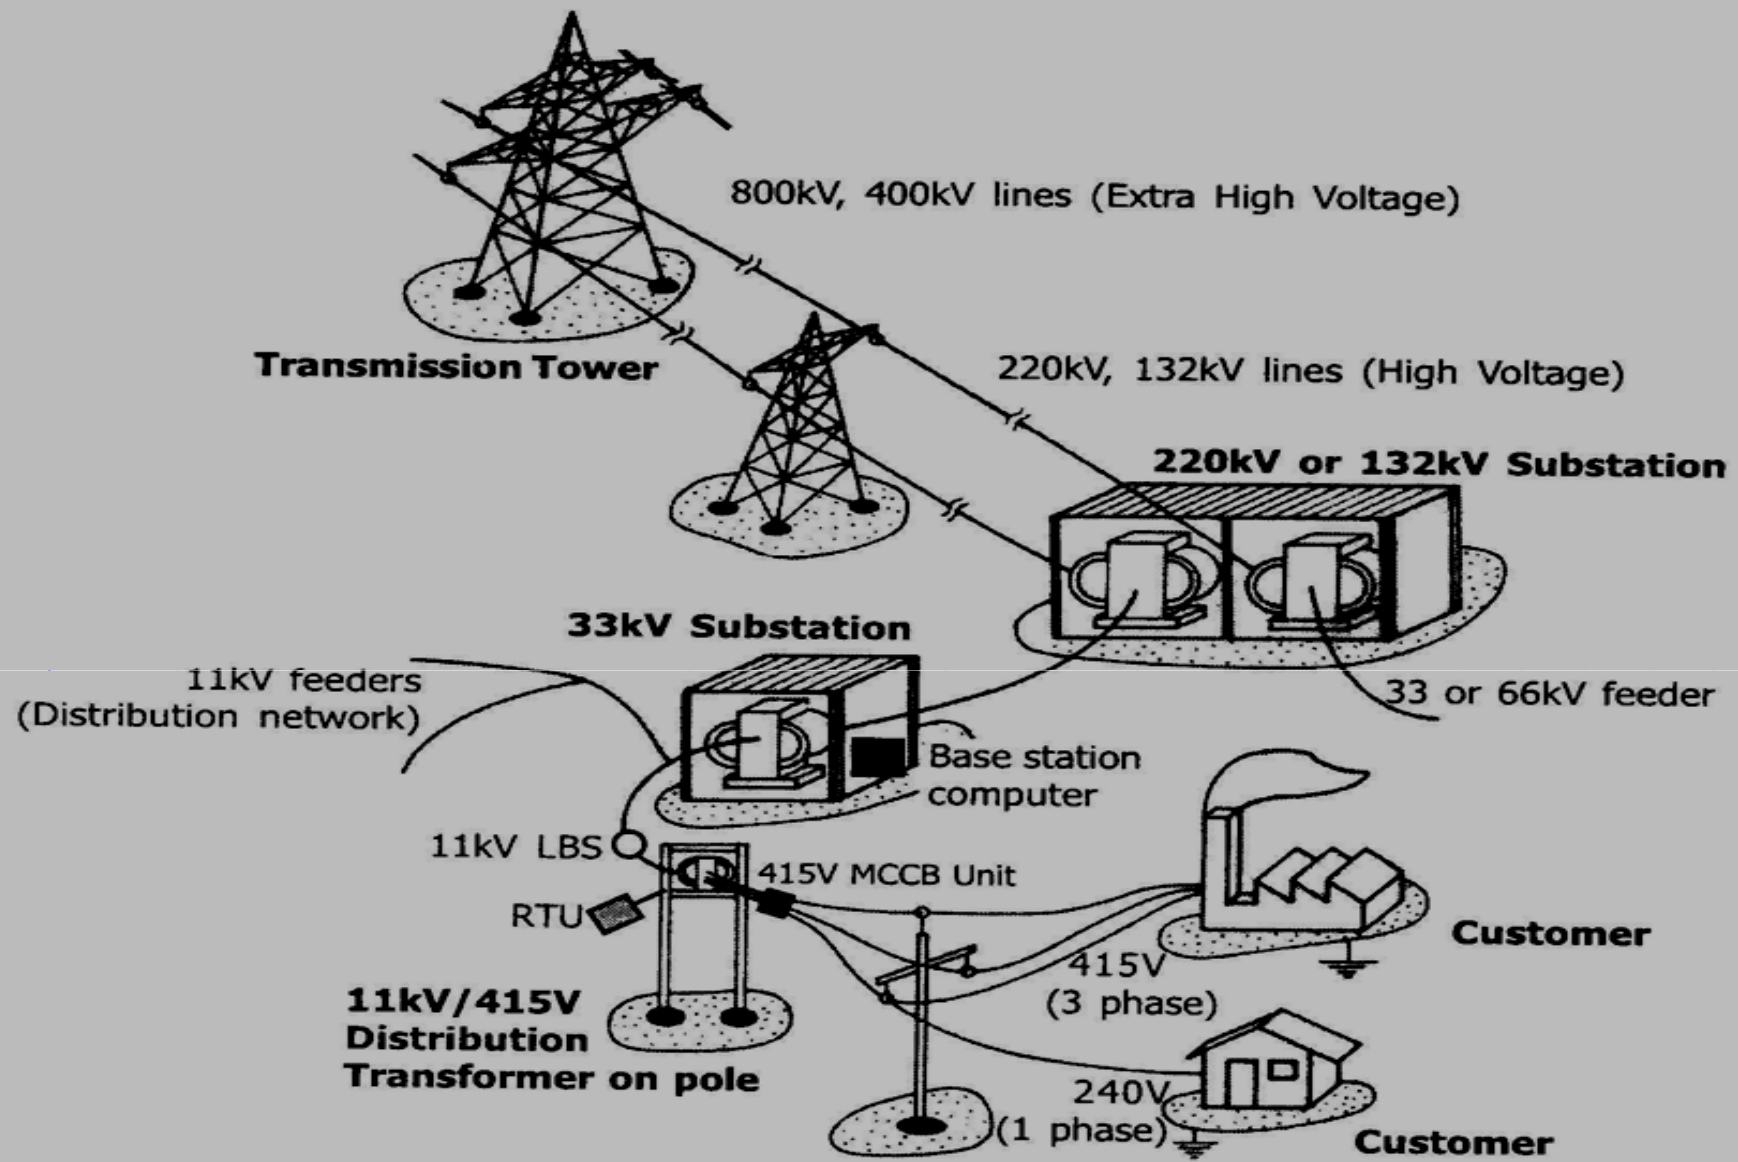 800kV, 400kV lines (Extra High Voltage)
Transmission Tower
220kV, 132kV lines (High Voltage)
220kV or 132kV Substation
33kV Substation
11kV feeders
(Distribution network)
33 or 66kV feeder
Base station
computer
11kV LBS
415V MCCB Unit
RTU
Customer
415V
(3 phase)
11kV/415V
Distribution
Transformer on pole
240V
(1 phase)
Customer